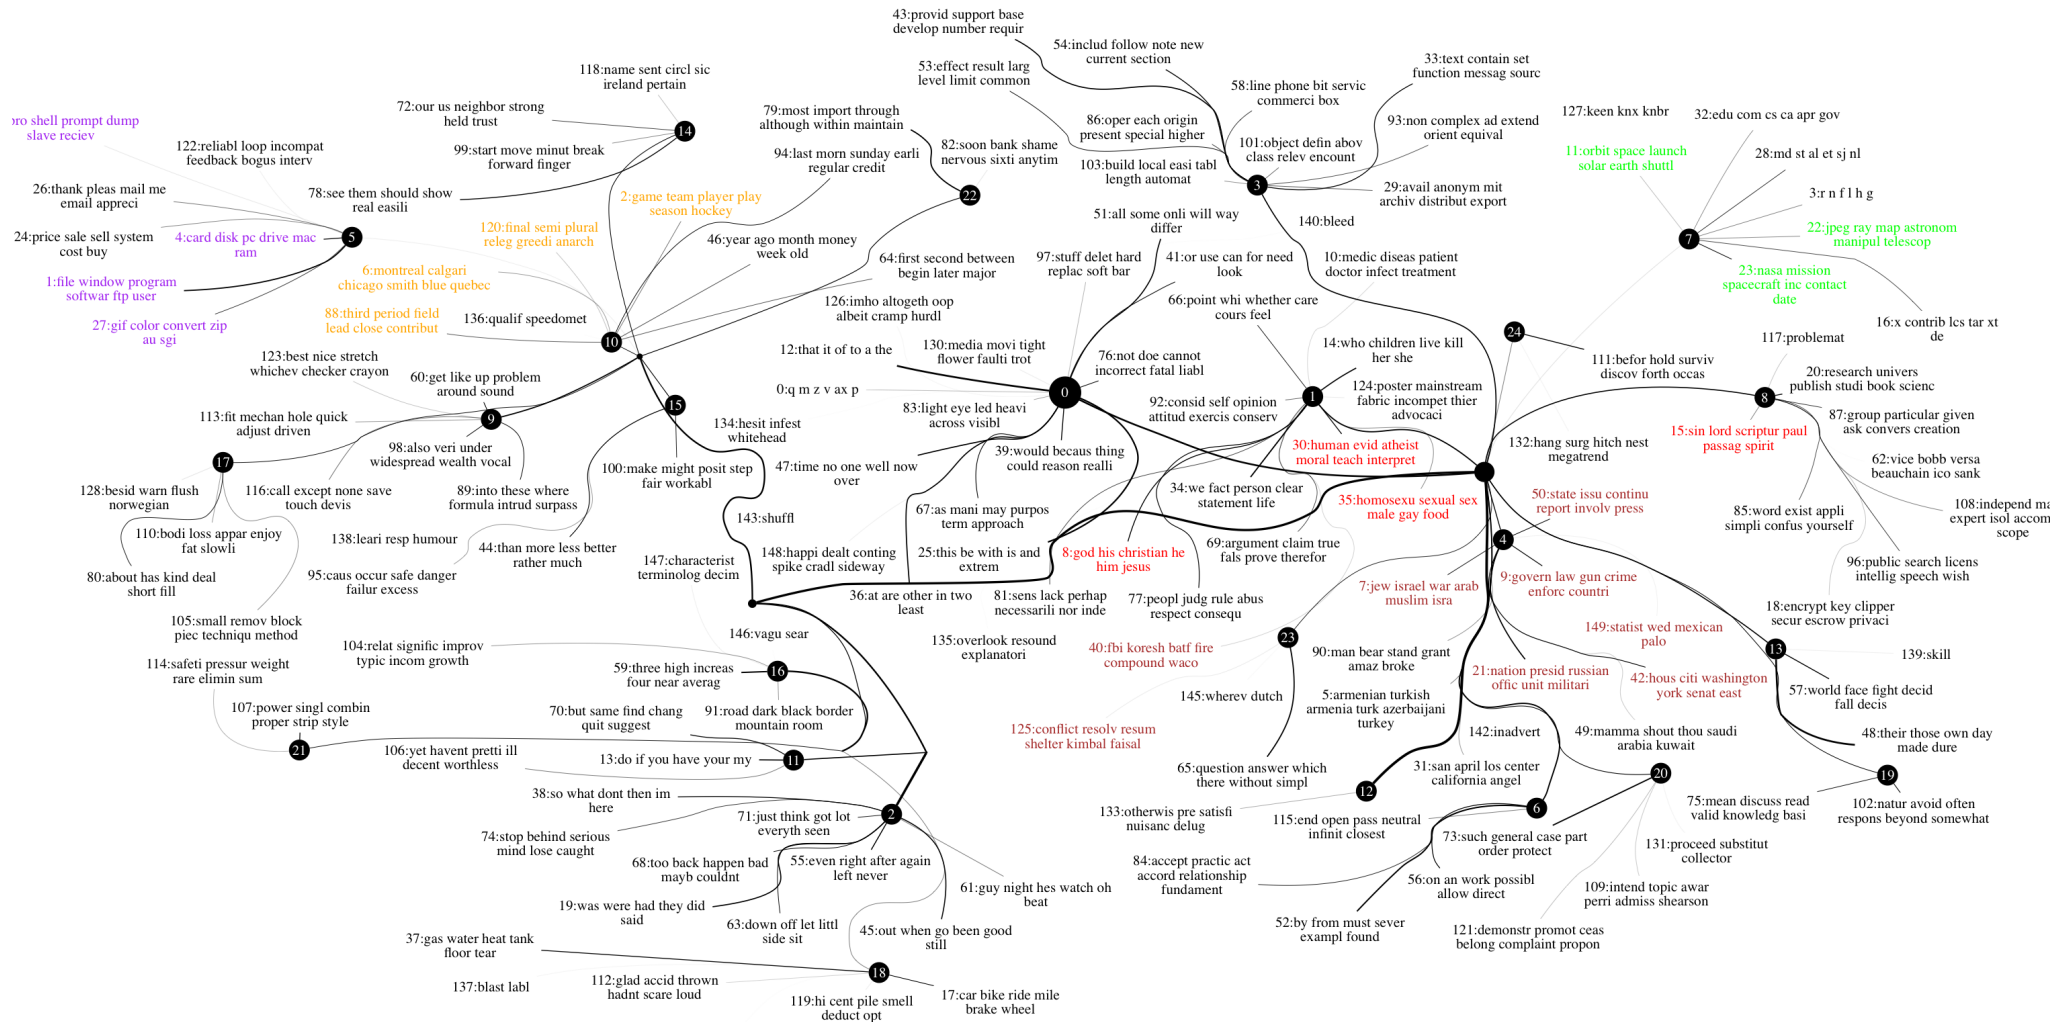 43:provid support base
develop number requir
54:includ follow note new
current section
53:effect result larg
level limit common
33:text contain set
function messag sourc
118:name sent circl sic
ireland pertain
58:line phone bit servic
commerci box
72:our us neighbor strong
held trust
79:most import through
although within maintain
127:keen knx knbr
32:edu com cs ca apr gov
pro shell prompt dump
slave reciev
14
86:oper each origin
present special higher
93:non complex ad extend
orient equival
122:reliabl loop incompat
feedback bogus interv
99:start move minut break
forward finger
94:last morn sunday earli
regular credit
82:soon bank shame
nervous sixti anytim
101:object defin abov
class relev encount
11:orbit space launch
solar earth shuttl
28:md st al et sj nl
103:build local easi tabl
length automat
3
26:thank pleas mail me
email appreci
78:see them should show
real easili
2:game team player play
season hockey
22
29:avail anonym mit
archiv distribut export
3:r n f l h g
51:all some onli will way
differ
140:bleed
24:price sale sell system
cost buy
4:card disk pc drive mac
ram
5
120:final semi plural
releg greedi anarch
46:year ago month money
week old
7
22:jpeg ray map astronom
manipul telescop
64:first second between
begin later major
97:stuff delet hard
replac soft bar
41:or use can for need
look
10:medic diseas patient
doctor infect treatment
1:file window program
softwar ftp user
6:montreal calgari
chicago smith blue quebec
23:nasa mission
spacecraft inc contact
date
27:gif color convert zip
au sgi
88:third period field
lead close contribut
136:qualif speedomet
126:imho altogeth oop
albeit cramp hurdl
66:point whi whether care
cours feel
16:x contrib lcs tar xt
de
10
24
117:problemat
123:best nice stretch
whichev checker crayon
12:that it of to a the
130:media movi tight
flower faulti trot
76:not doe cannot
incorrect fatal liabl
14:who children live kill
her she
111:befor hold surviv
discov forth occas
20:research univers
publish studi book scienc
60:get like up problem
around sound
0:q m z v ax p
0
1
124:poster mainstream
fabric incompet thier
advocaci
8
113:fit mechan hole quick
adjust driven
9
15
134:hesit infest
whitehead
83:light eye led heavi
across visibl
92:consid self opinion
attitud exercis conserv
87:group particular given
ask convers creation
15:sin lord scriptur paul
passag spirit
98:also veri under
widespread wealth vocal
39:would becaus thing
could reason realli
30:human evid atheist
moral teach interpret
132:hang surg hitch nest
megatrend
17
100:make might posit step
fair workabl
47:time no one well now
over
62:vice bobb versa
beauchain ico sank
128:besid warn flush
norwegian
116:call except none save
touch devis
89:into these where
formula intrud surpass
34:we fact person clear
statement life
35:homosexu sexual sex
male gay food
50:state issu continu
report involv press
67:as mani may purpos
term approach
85:word exist appli
simpli confus yourself
108:independ ma
expert isol accom
scope
143:shuffl
110:bodi loss appar enjoy
fat slowli
138:leari resp humour
44:than more less better
rather much
148:happi dealt conting
spike cradl sideway
25:this be with is and
extrem
8:god his christian he
him jesus
69:argument claim true
fals prove therefor
4
96:public search licens
intellig speech wish
147:characterist
terminolog decim
80:about has kind deal
short fill
95:caus occur safe danger
failur excess
7:jew israel war arab
muslim isra
9:govern law gun crime
enforc countri
36:at are other in two
least
81:sens lack perhap
necessarili nor inde
77:peopl judg rule abus
respect consequ
18:encrypt key clipper
secur escrow privaci
105:small remov block
piec techniqu method
146:vagu sear
135:overlook resound
explanatori
23
149:statist wed mexican
palo
104:relat signific improv
typic incom growth
40:fbi koresh batf fire
compound waco
90:man bear stand grant
amaz broke
13
139:skill
114:safeti pressur weight
rare elimin sum
59:three high increas
four near averag
16
21:nation presid russian
offic unit militari
42:hous citi washington
york senat east
57:world face fight decid
fall decis
145:wherev dutch
5:armenian turkish
armenia turk azerbaijani
turkey
107:power singl combin
proper strip style
70:but same find chang
quit suggest
91:road dark black border
mountain room
125:conflict resolv resum
shelter kimbal faisal
142:inadvert
49:mamma shout thou saudi
arabia kuwait
48:their those own day
made dure
21
106:yet havent pretti ill
decent worthless
13:do if you have your my
11
65:question answer which
there without simpl
31:san april los center
california angel
20
19
38:so what dont then im
here
12
75:mean discuss read
valid knowledg basi
102:natur avoid often
respons beyond somewhat
71:just think got lot
everyth seen
2
133:otherwis pre satisfi
nuisanc delug
115:end open pass neutral
infinit closest
6
74:stop behind serious
mind lose caught
73:such general case part
order protect
131:proceed substitut
collector
68:too back happen bad
mayb couldnt
55:even right after again
left never
84:accept practic act
accord relationship
fundament
56:on an work possibl
allow direct
61:guy night hes watch oh
beat
109:intend topic awar
perri admiss shearson
19:was were had they did
said
63:down off let littl
side sit
45:out when go been good
still
52:by from must sever
exampl found
121:demonstr promot ceas
belong complaint propon
37:gas water heat tank
floor tear
18
137:blast labl
112:glad accid thrown
hadnt scare loud
119:hi cent pile smell
deduct opt
17:car bike ride mile
brake wheel